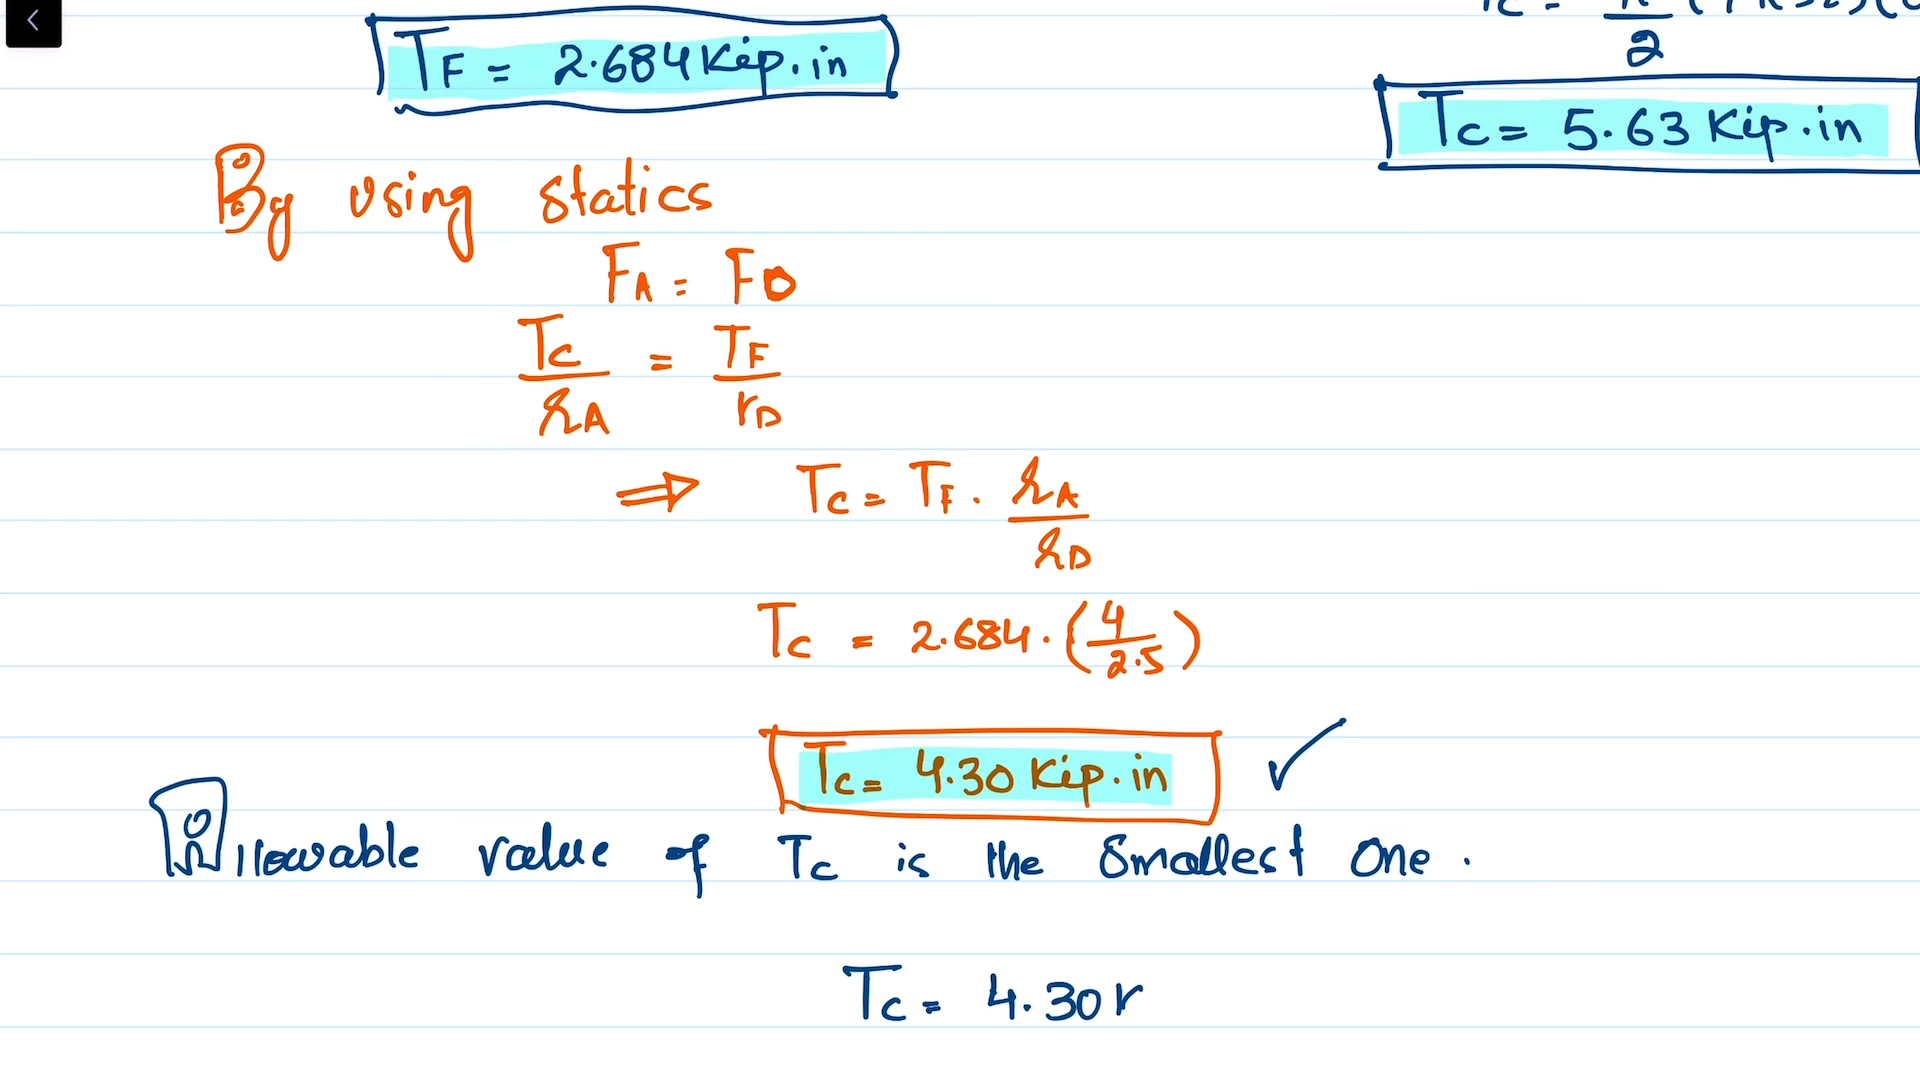 TF = 2.684 Kip.in
2
Tc = 5.63 Kip.in
By using statics
FA = FD
Tc / rA = TF / rD
⇒ Tc = TF . rA / rD
Tc = 2.684 . (4 / 2.5)
Tc = 4.30 Kip.in ✓
Allowable value of Tc is the smallest one .
Tc = 4.30 K